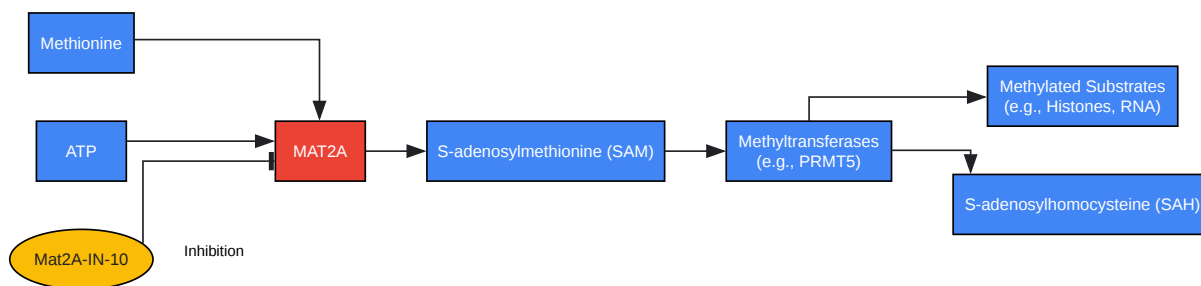 Methionine
ATP
MAT2A
S-adenosylmethionine (SAM)
Methyltransferases
(e.g., PRMT5)
Methylated Substrates
(e.g., Histones, RNA)
S-adenosylhomocysteine (SAH)
Mat2A-IN-10
Inhibition